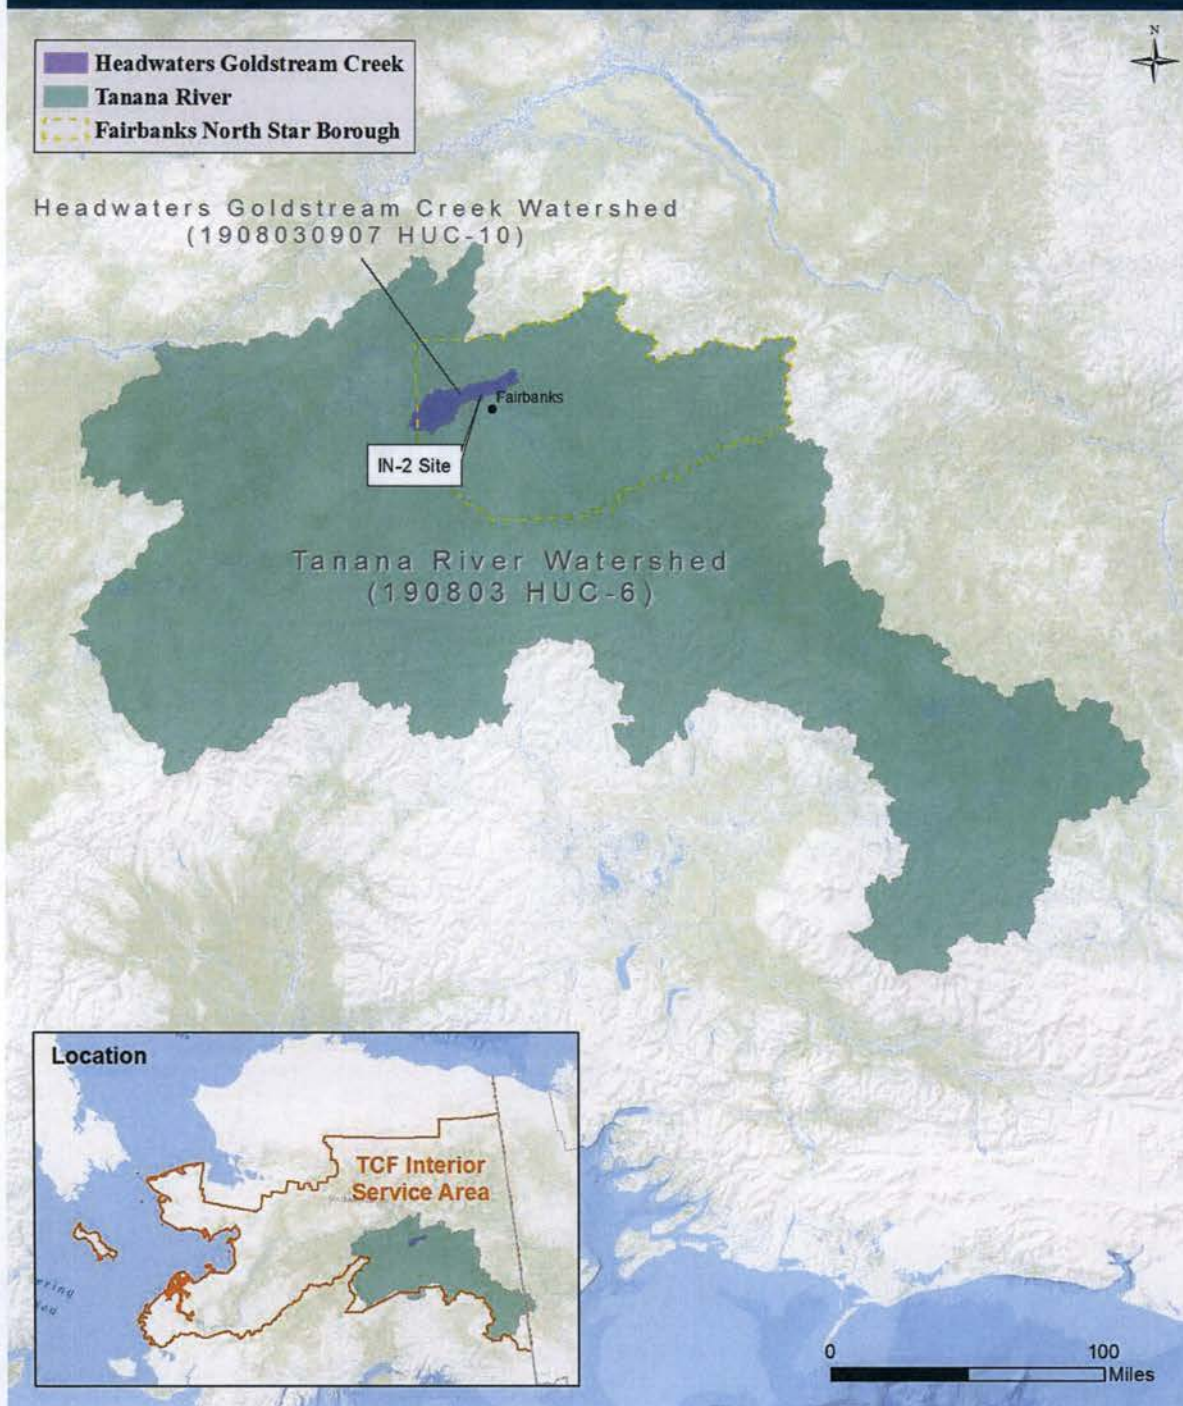 N
Headwaters Goldstream Creek
Tanana River
Fairbanks North Star Borough
Headwaters Goldstream Creek Watershed
(1908030907 HUC-10)
Fairbanks
IN-2 Site
Tanana River Watershed
(190803 HUC-6)
Location
TCF Interior
Service Area
ering
0 100
Miles